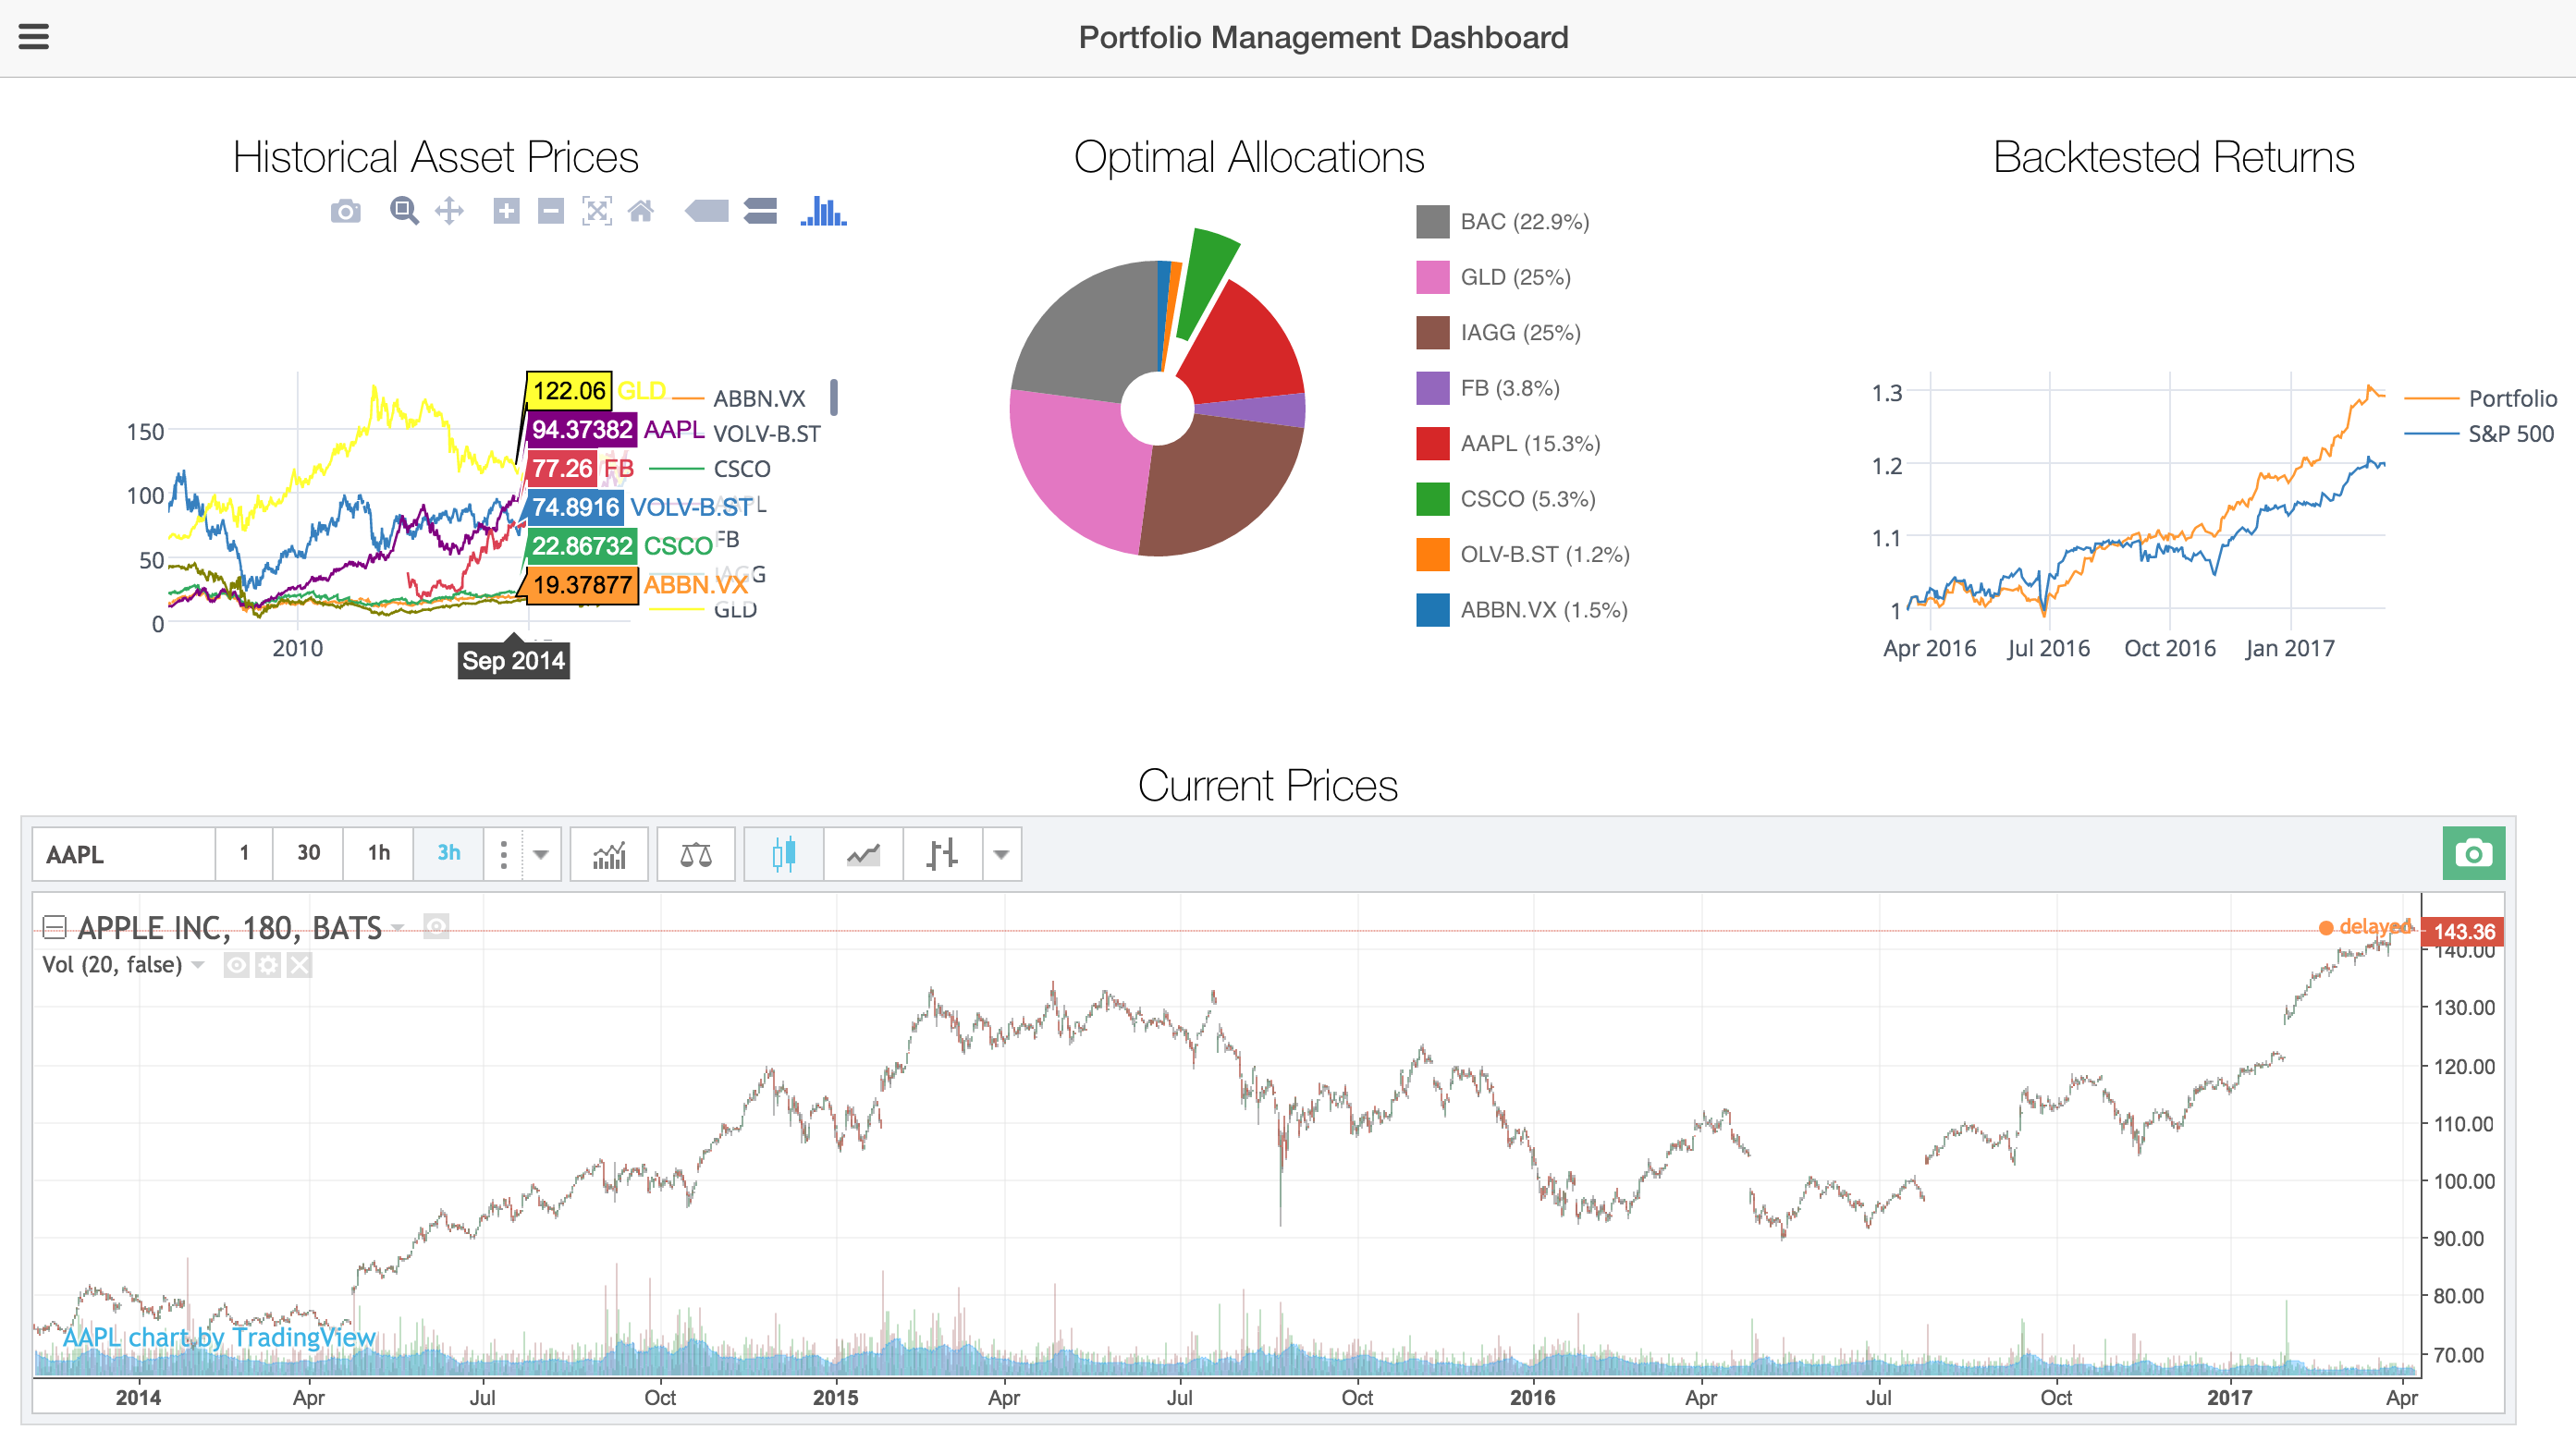 Portfolio Management Dashboard
Historical Asset Prices
150
100
50
0
2010
Sep 2014
122.06 GLD
94.37382 AAPL
77.26 FB
74.8916 VOLV-B.ST
22.86732 CSCO
19.37877 ABBN.VX
ABBN.VX
VOLV-B.ST
CSCO
FB
GLD
Optimal Allocations
BAC (22.9%)
GLD (25%)
IAGG (25%)
FB (3.8%)
AAPL (15.3%)
CSCO (5.3%)
OLV-B.ST (1.2%)
ABBN.VX (1.5%)
Backtested Returns
1.3
1.2
1.1
1
Apr 2016 Jul 2016 Oct 2016 Jan 2017
Portfolio
S&P 500
Current Prices
AAPL 1 30 1h 3h
APPLE INC, 180, BATS
Vol (20, false)
delayed
143.36
140.00
130.00
120.00
110.00
100.00
90.00
80.00
70.00
AAPL chart by TradingView
2014 Apr Jul Oct 2015 Apr Jul Oct 2016 Apr Jul Oct 2017 Apr